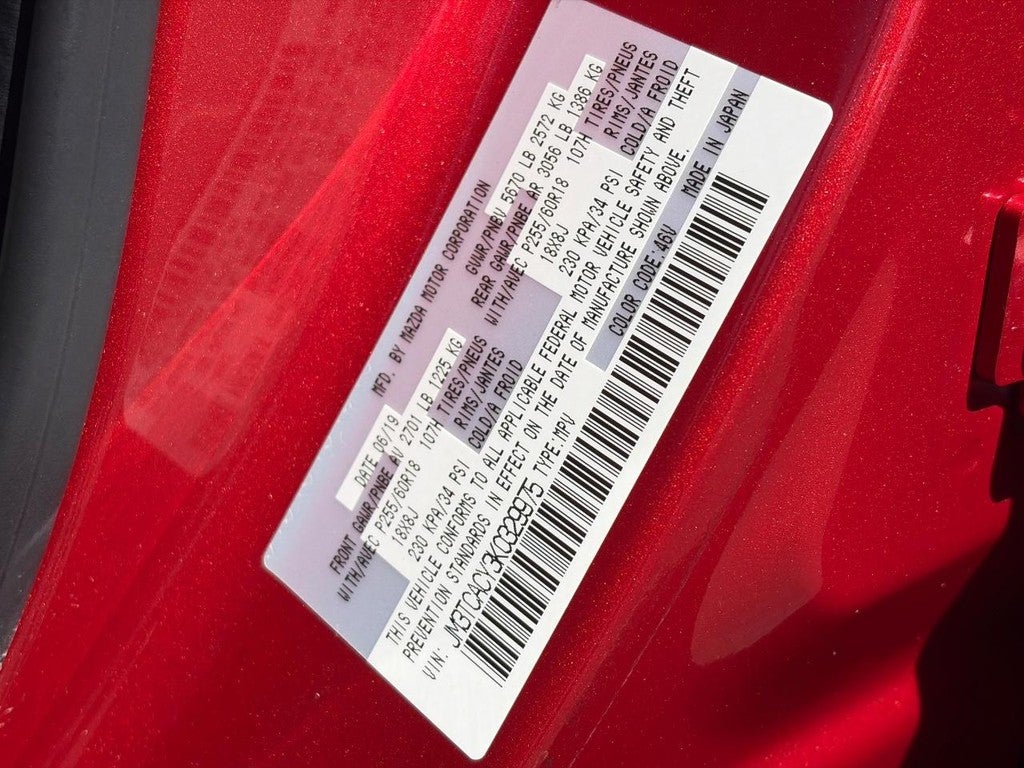 MFD. BY MAZDA MOTOR CORPORATION
DATE 06/19 GVWR/PNBV 5670 LB 2572 KG
FRONT GAWR/PNBE AV 2701 LB 1225 KG REAR GAWR/PNBE AR 3056 LB 1386 KG
WITH/AVEC P255/60R18 107H TIRES/PNEUS WITH/AVEC P255/60R18 107H TIRES/PNEUS
18X8J RIMS/JANTES 18X8J RIMS/JANTES
230 KPA/34 PSI COLD/A FROID 230 KPA/34 PSI COLD/A FROID
THIS VEHICLE CONFORMS TO ALL APPLICABLE FEDERAL MOTOR VEHICLE SAFETY AND THEFT
PREVENTION STANDARDS IN EFFECT ON THE DATE OF MANUFACTURE SHOWN ABOVE.
VIN: JM3TCACY3K0329975 TYPE:MPV COLOR CODE:46V MADE IN JAPAN